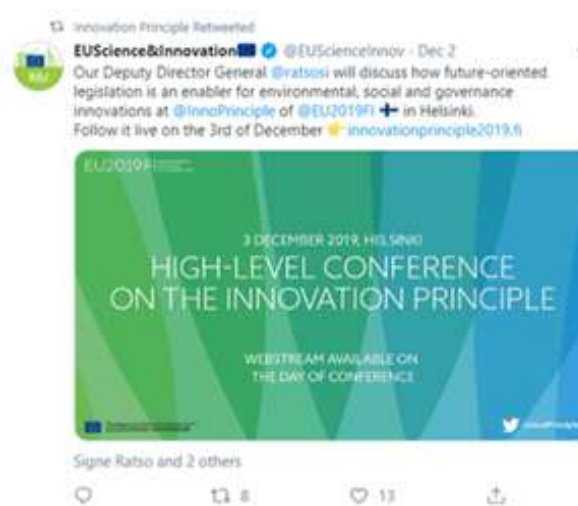 Innovation Principle Retweeted
EUScience&Innovation🇪🇺 @EUScienceInnov · Dec 2
Our Deputy Director General @ratsosi will discuss how future-oriented
legislation is an enabler for environmental, social and governance
innovations at @InnoPrinciple of @EU2019FI 🇫🇮 in Helsinki.
Follow it live on the 3rd of December 👉 innovationprinciple2019.fi
EU2019FI
3 DECEMBER 2019, HELSINKI
HIGH-LEVEL CONFERENCE
ON THE INNOVATION PRINCIPLE
WEBSTREAM AVAILABLE ON
THE DAY OF CONFERENCE
Signe Ratso and 2 others
8 13